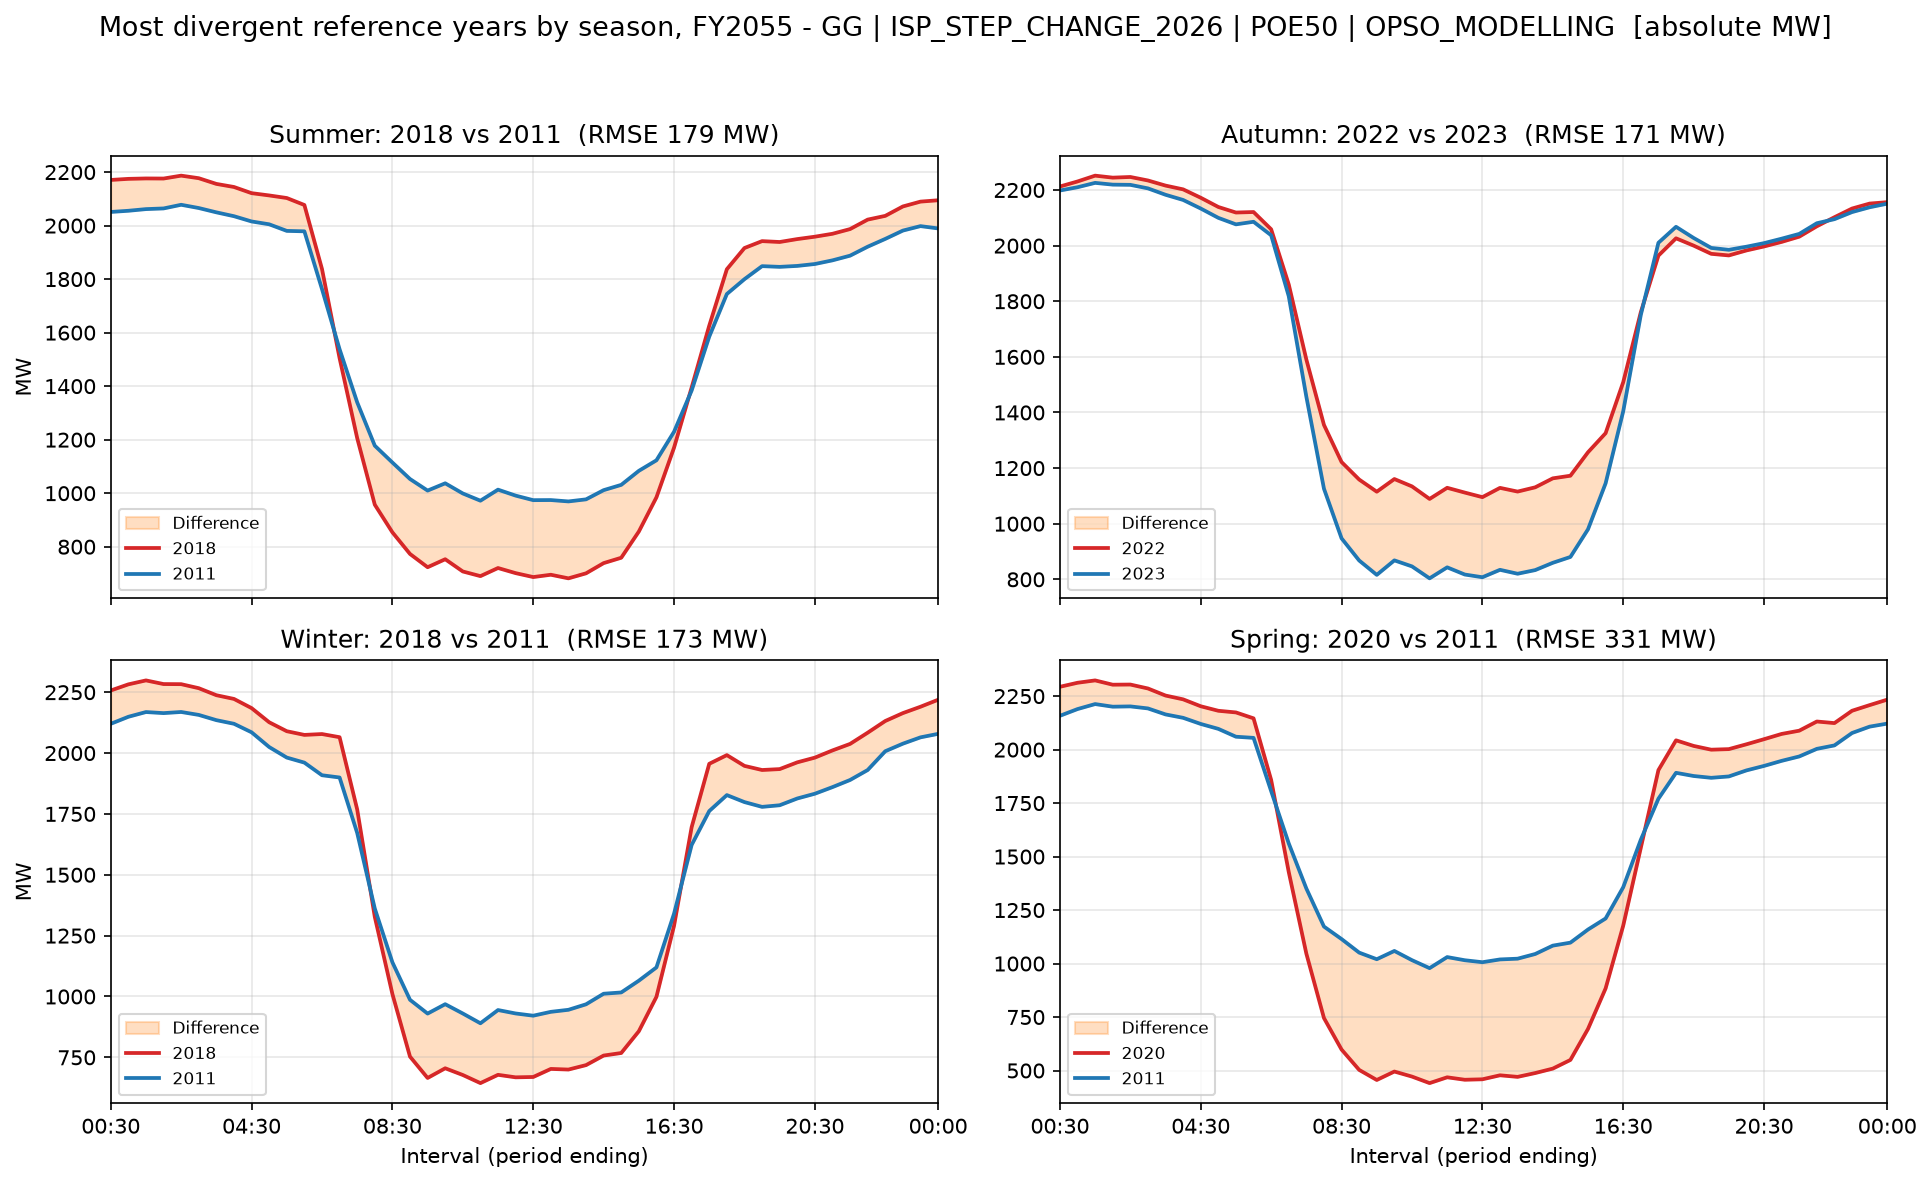 Most divergent reference years by season, FY2055 - GG | ISP_STEP_CHANGE_2026 | POE50 | OPSO_MODELLING  [absolute MW]
Summer: 2018 vs 2011  (RMSE 179 MW)
MW
2200
2000
1800
1600
1400
1200
1000
800
Difference
2018
2011
Autumn: 2022 vs 2023  (RMSE 171 MW)
2200
2000
1800
1600
1400
1200
1000
800
Difference
2022
2023
Winter: 2018 vs 2011  (RMSE 173 MW)
MW
2250
2000
1750
1500
1250
1000
750
Difference
2018
2011
00:30 04:30 08:30 12:30 16:30 20:30 00:00
Interval (period ending)
Spring: 2020 vs 2011  (RMSE 331 MW)
2250
2000
1750
1500
1250
1000
750
500
Difference
2020
2011
00:30 04:30 08:30 12:30 16:30 20:30 00:00
Interval (period ending)